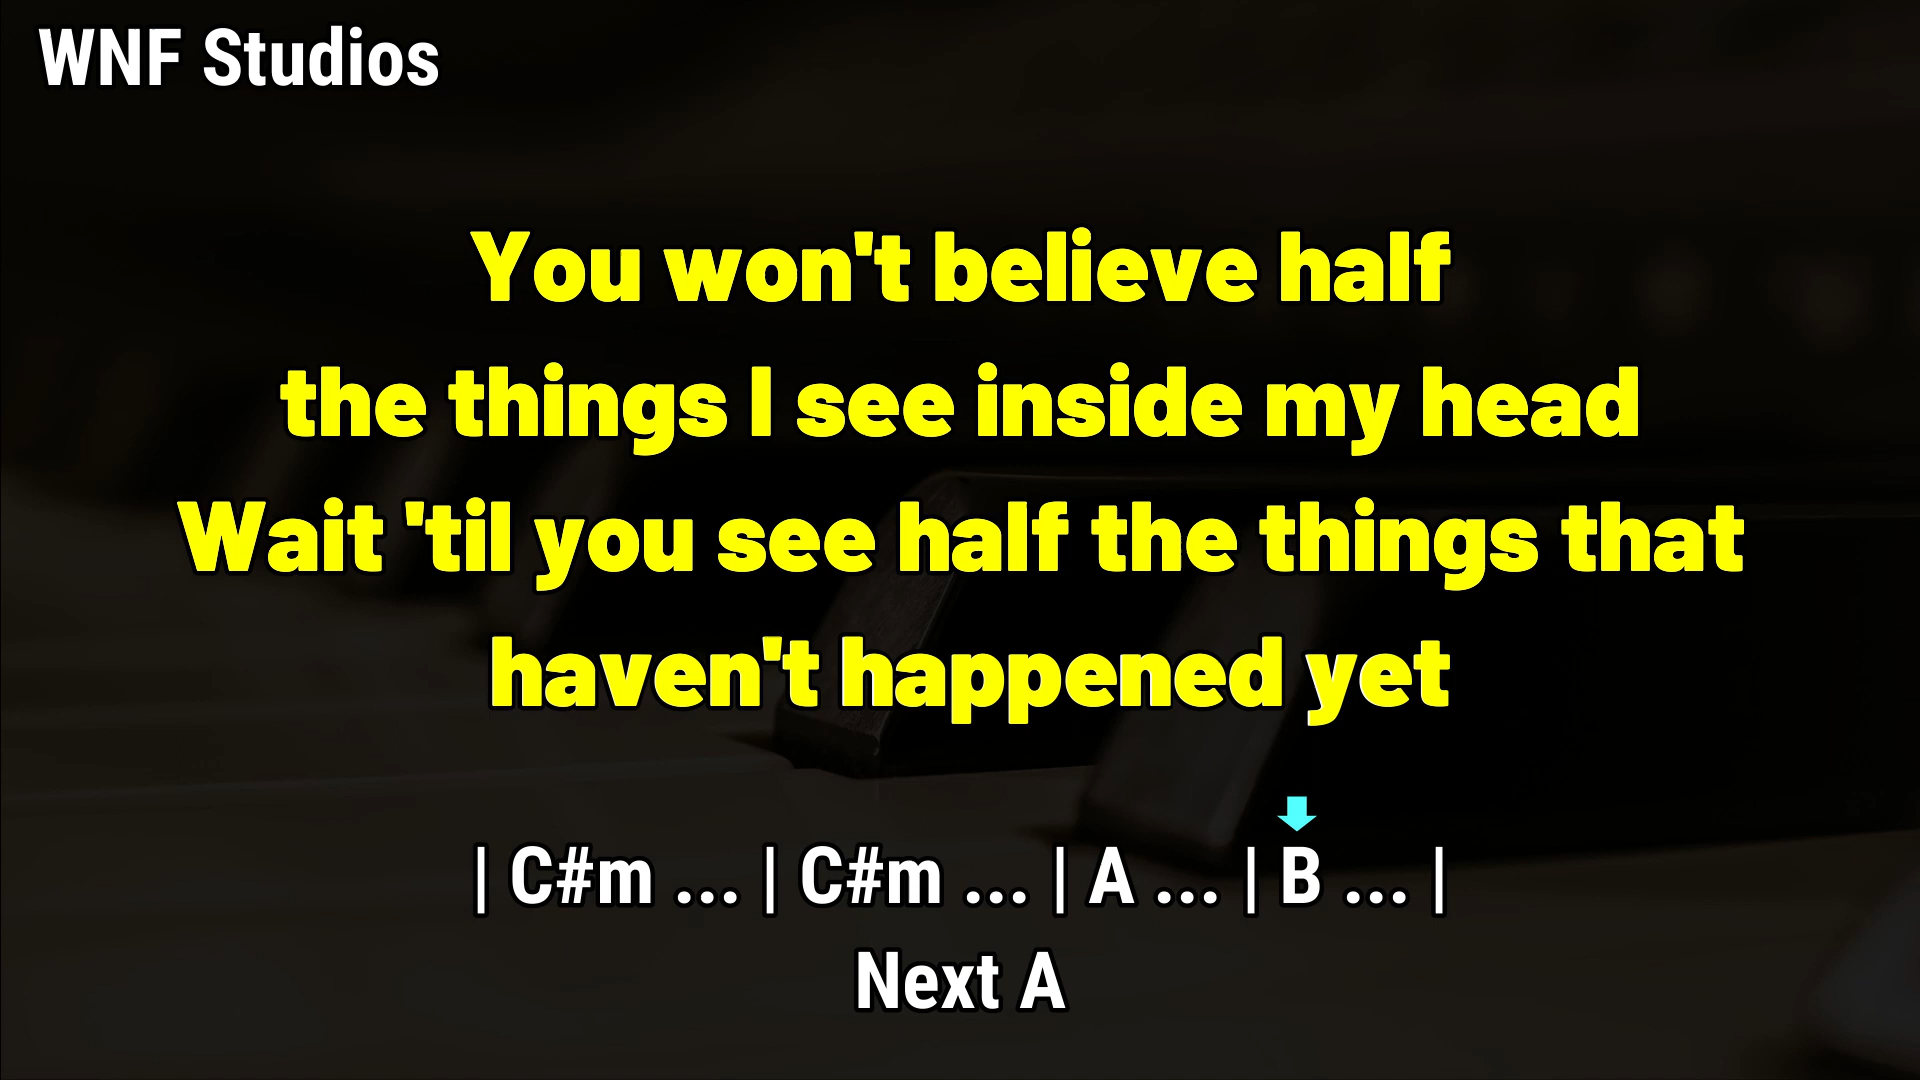 WNF Studios
You won't believe half
the things I see inside my head
Wait 'til you see half the things that
haven't happened yet
| C#m ... | C#m ... | A ... | B ... |
Next A